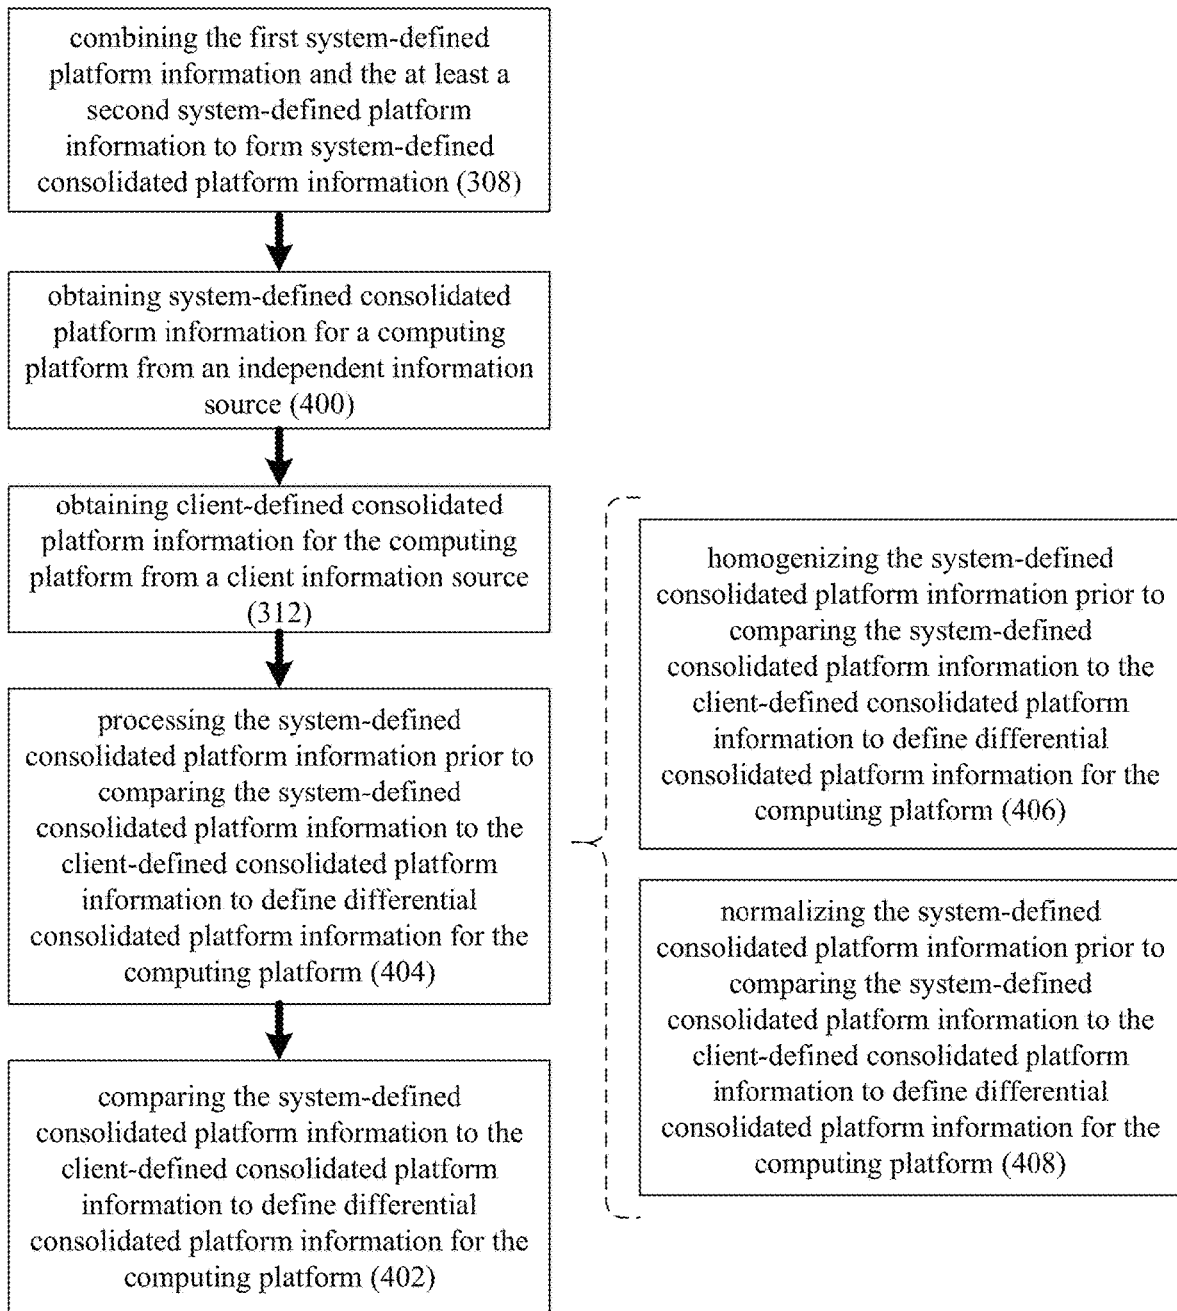 combining the first system-defined
platform information and the at least a
second system-defined platform
information to form system-defined
consolidated platform information (308)
obtaining system-defined consolidated
platform information for a computing
platform from an independent information
source (400)
obtaining client-defined consolidated
platform information for the computing
platform from a client information source
(312)
processing the system-defined
consolidated platform information prior to
comparing the system-defined
consolidated platform information to the
client-defined consolidated platform
information to define differential
consolidated platform information for the
computing platform (404)
comparing the system-defined
consolidated platform information to the
client-defined consolidated platform
information to define differential
consolidated platform information for the
computing platform (402)
homogenizing the system-defined
consolidated platform information prior to
comparing the system-defined
consolidated platform information to the
client-defined consolidated platform
information to define differential
consolidated platform information for the
computing platform (406)
normalizing the system-defined
consolidated platform information prior to
comparing the system-defined
consolidated platform information to the
client-defined consolidated platform
information to define differential
consolidated platform information for the
computing platform (408)